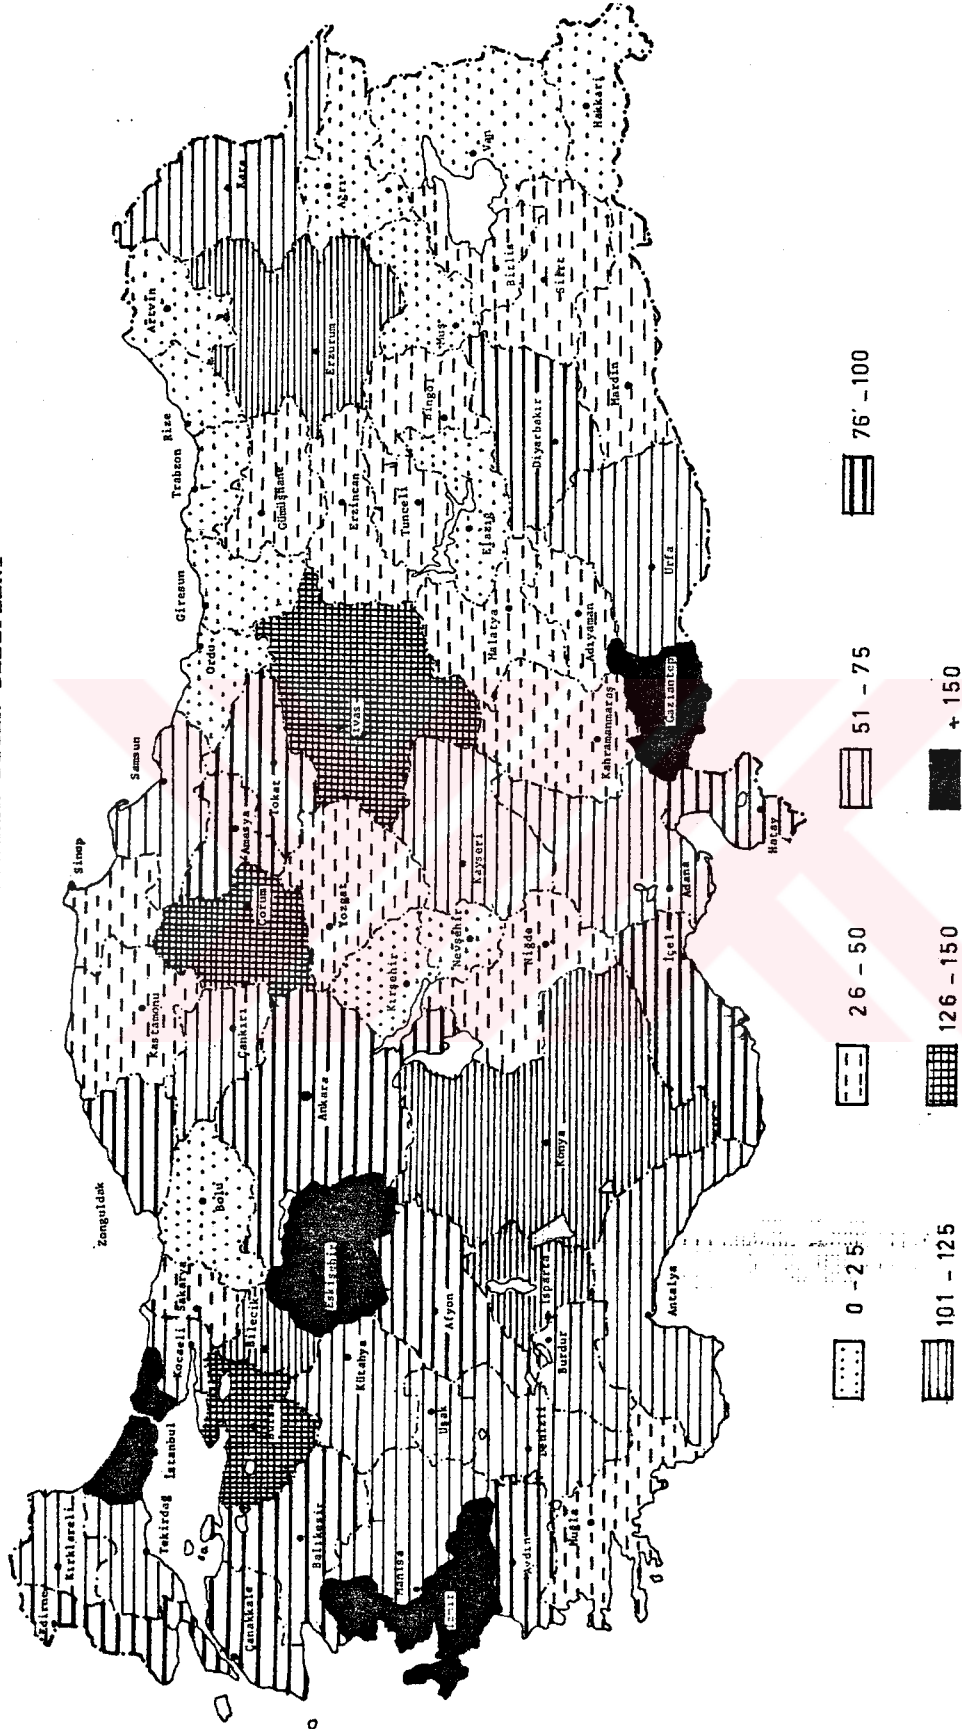 Edirne
Kırklareli
Tekirdağ
İstanbul
Kocaeli
Sakarya
Bilecik
Bursa
Çanakkale
Balıkesir
Manisa
İzmir
Aydın
Muğla
Denizli
Uşak
Kütahya
Eskişehir
Afyon
Burdur
Isparta
Antalya
Zonguldak
Bolu
Ankara
Konya
Kastamonu
Çankırı
Sinop
Çorum
Kırşehir
Nevşehir
Niğde
İçel
Samsun
Amasya
Tokat
Yozgat
Kayseri
Adana
Hatay
Ordu
Sivas
Kahramanmaraş
Gaziantep
Giresun
Malatya
Adıyaman
Urfa
Trabzon
Rize
Gümüşhane
Erzincan
Tunceli
Elazığ
Diyarbakır
Mardin
Artvin
Erzurum
Bingöl
Muş
Bitlis
Siirt
Kars
Ağrı
Van
Hakkari
0 - 25
26 - 50
51 - 75
76 - 100
101 - 125
126 - 150
+ 150